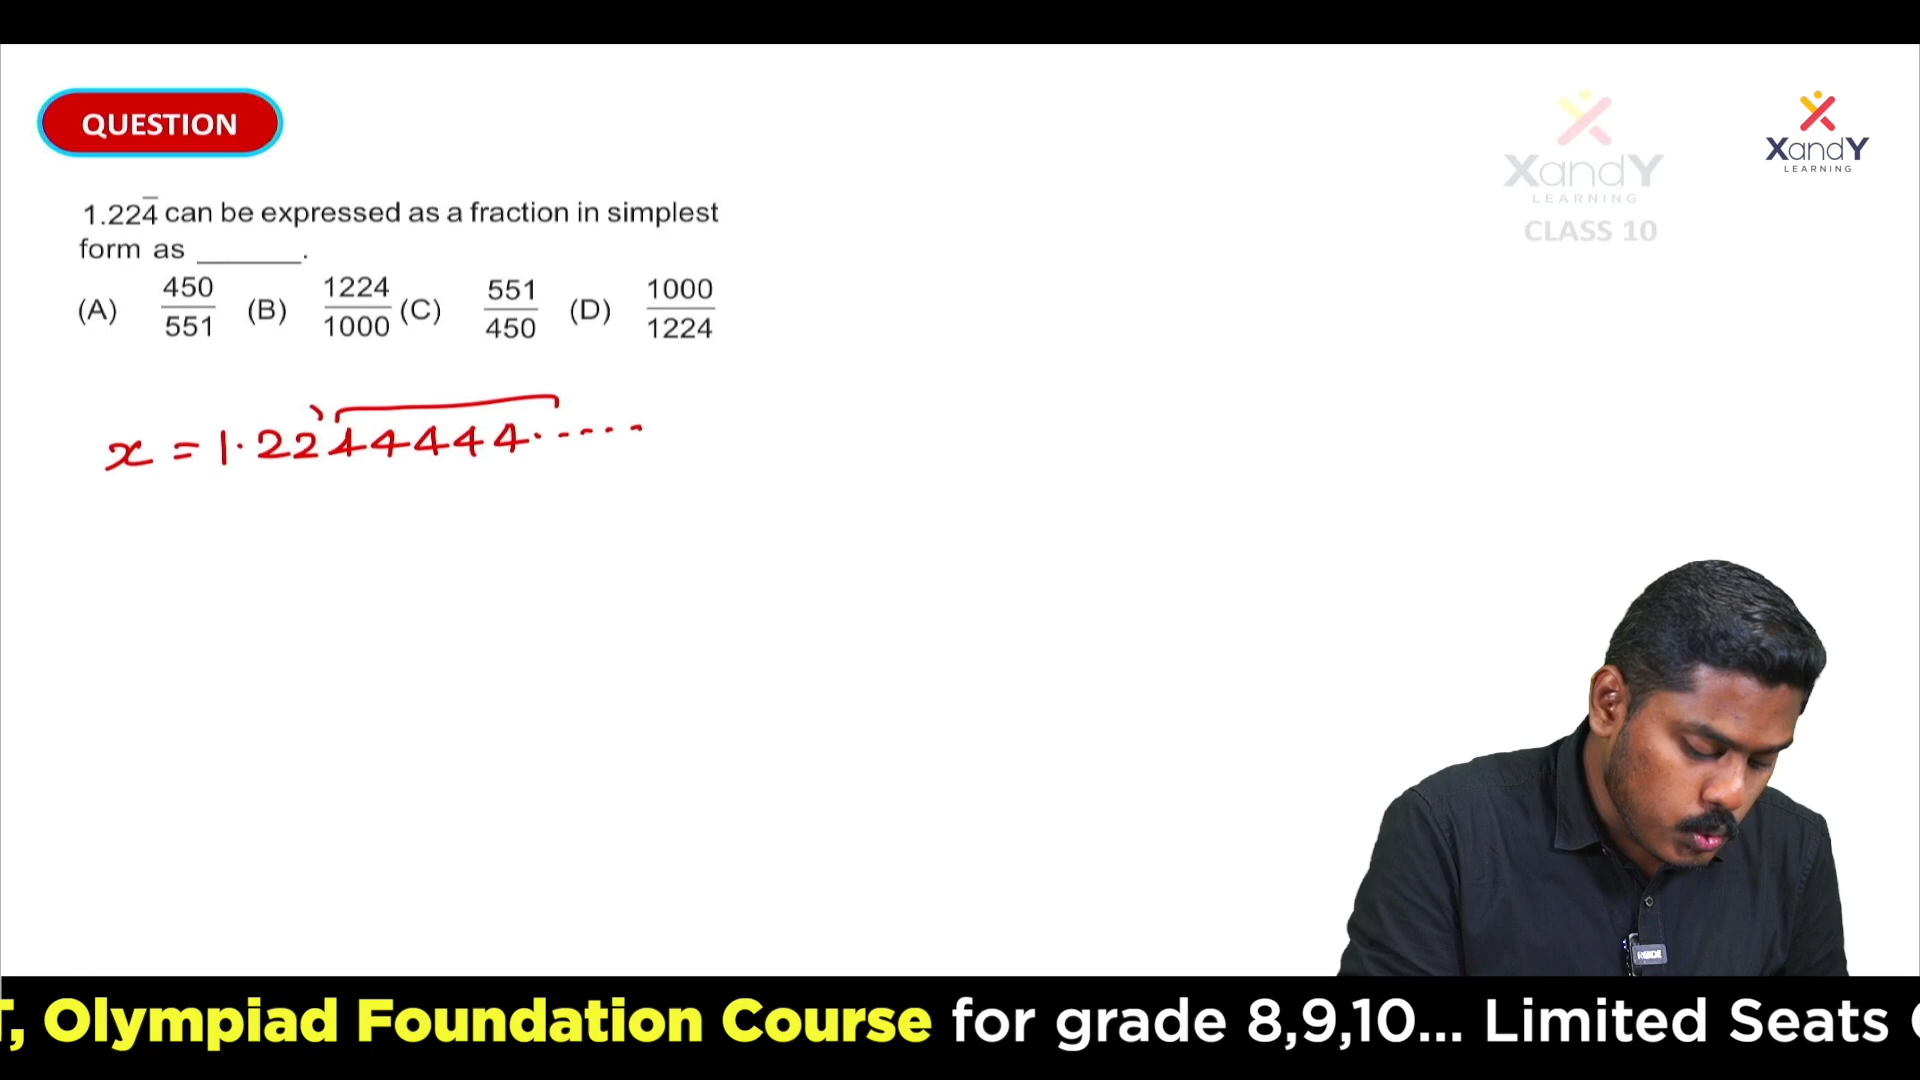 QUESTION
XandY
LEARNING
CLASS 10
XandY
LEARNING
1.224̅ can be expressed as a fraction in simplest
form as _______.
(A) 450/551 (B) 1224/1000 (C) 551/450 (D) 1000/1224
x = 1.2244444.....
RØDE
T, Olympiad Foundation Course for grade 8,9,10... Limited Seats